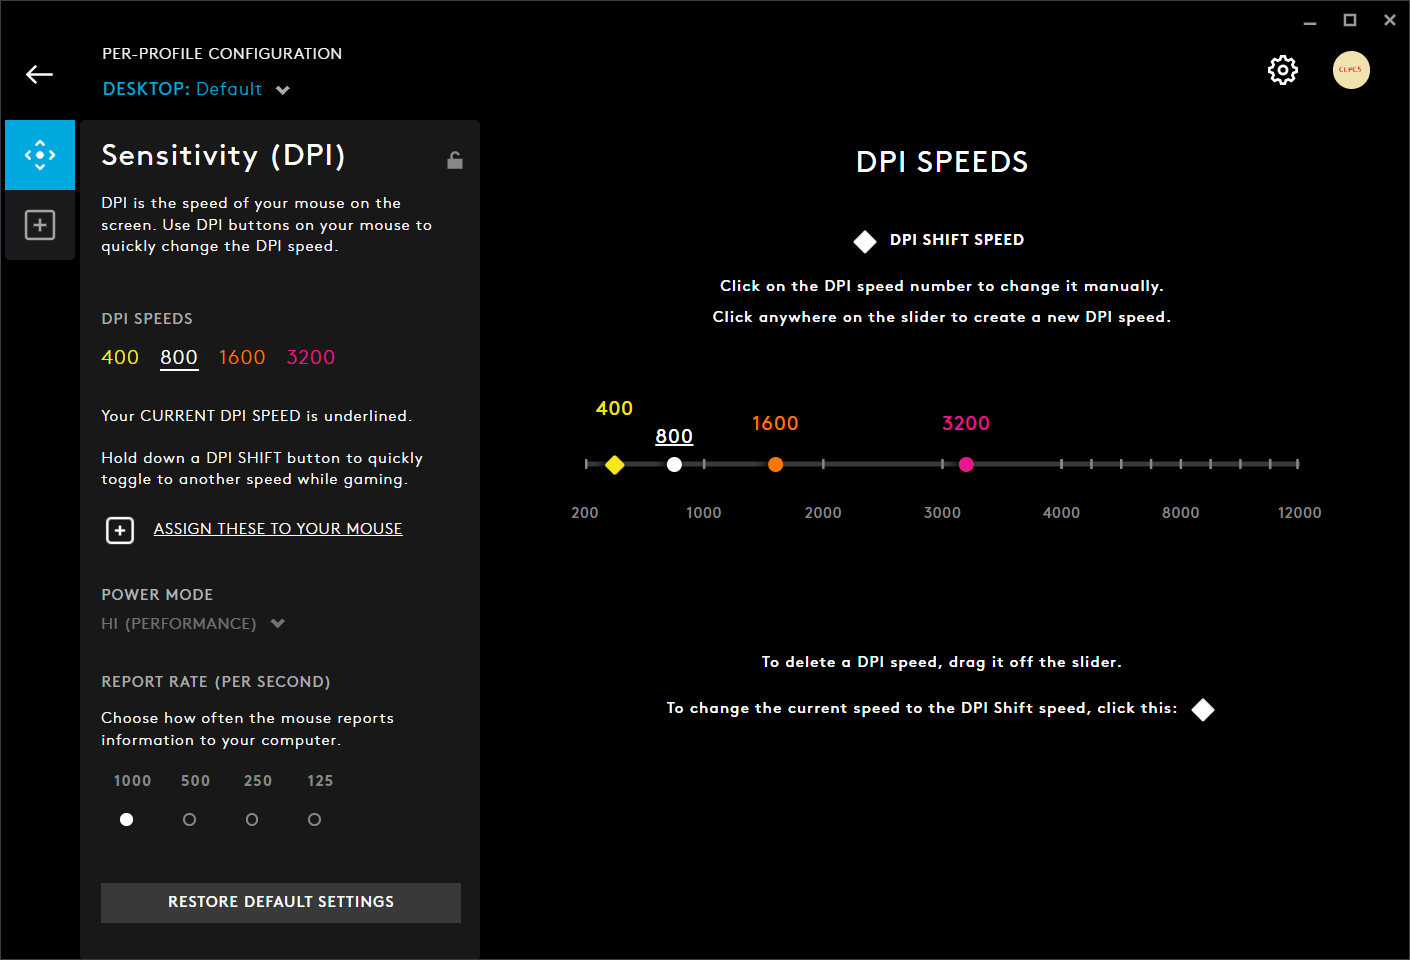 PER-PROFILE CONFIGURATION
DESKTOP: Default
CLPCS
Sensitivity (DPI)
DPI is the speed of your mouse on the
screen. Use DPI buttons on your mouse to
quickly change the DPI speed.
DPI SPEEDS
400 800 1600 3200
Your CURRENT DPI SPEED is underlined.
Hold down a DPI SHIFT button to quickly
toggle to another speed while gaming.
ASSIGN THESE TO YOUR MOUSE
POWER MODE
HI (PERFORMANCE)
REPORT RATE (PER SECOND)
Choose how often the mouse reports
information to your computer.
1000 500 250 125
RESTORE DEFAULT SETTINGS
DPI SPEEDS
DPI SHIFT SPEED
Click on the DPI speed number to change it manually.
Click anywhere on the slider to create a new DPI speed.
400 800 1600 3200
200 1000 2000 3000 4000 8000 12000
To delete a DPI speed, drag it off the slider.
To change the current speed to the DPI Shift speed, click this: